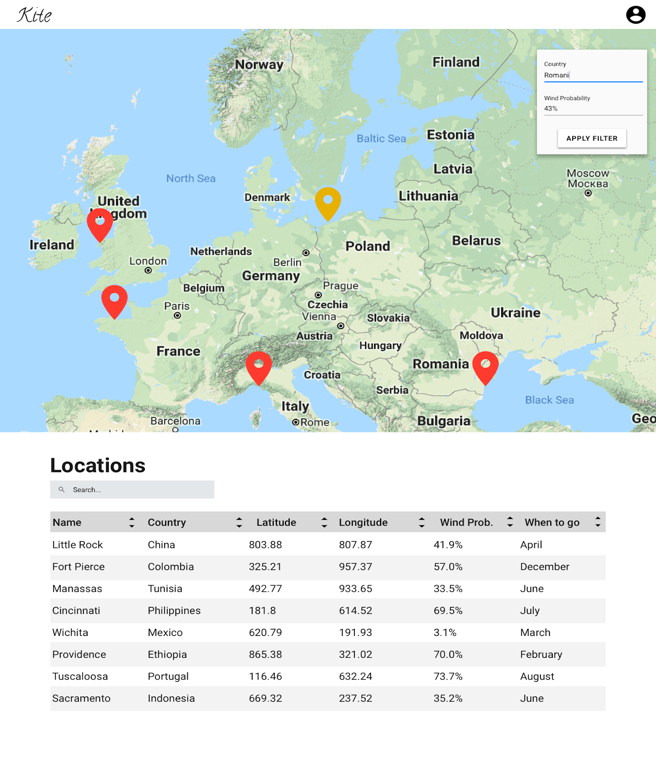 Kite
Norway
Finland
Country
Romani
Wind Probability
43%
APPLY FILTER
Baltic Sea
Estonia
Latvia
Moscow
Москва
North Sea
Denmark
Lithuania
United
Kingdom
Ireland
Netherlands
Poland
Belarus
London
Berlin
Germany
Belgium
Prague
Czechia
Paris
Vienna
Slovakia
Ukraine
Austria
Moldova
France
Hungary
Romania
Croatia
Serbia
Italy
Black Sea
Barcelona
Rome
Bulgaria
Geo
Locations
Search...
Name Country Latitude Longitude Wind Prob. When to go
Little Rock China 803.88 807.87 41.9% April
Fort Pierce Colombia 325.21 957.37 57.0% December
Manassas Tunisia 492.77 933.65 33.5% June
Cincinnati Philippines 181.8 614.52 69.5% July
Wichita Mexico 620.79 191.93 3.1% March
Providence Ethiopia 865.38 321.02 70.0% February
Tuscaloosa Portugal 116.46 632.24 73.7% August
Sacramento Indonesia 669.32 237.52 35.2% June